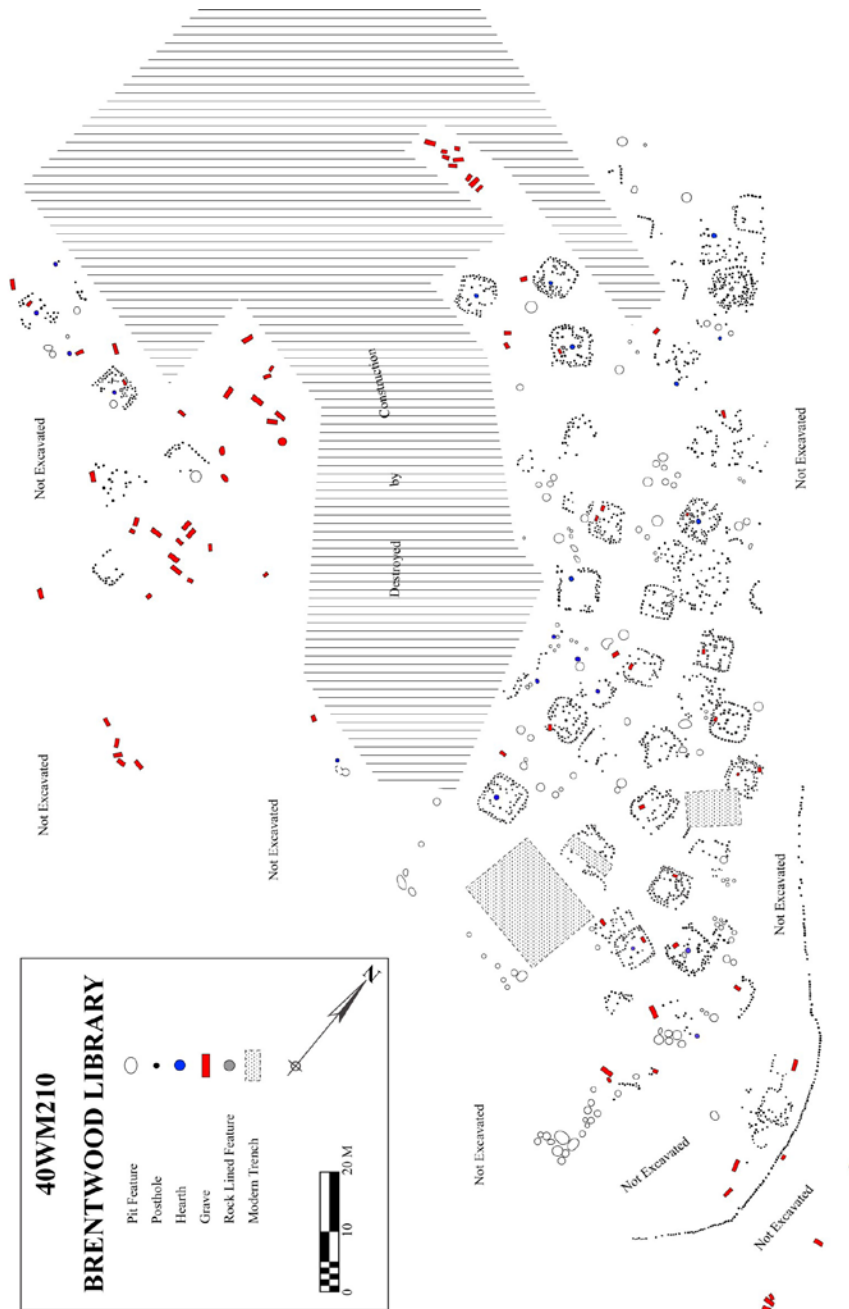 40WM210
BRENTWOOD LIBRARY
Pit Feature
Posthole
Hearth
Grave
Rock Lined Feature
Modern Trench
N
0
10
20 M
Not Excavated
Not Excavated
Not Excavated
Destroyed
by
Construction
Not Excavated
Not Excavated
Not Excavated
Not Excavated
Not Excavated